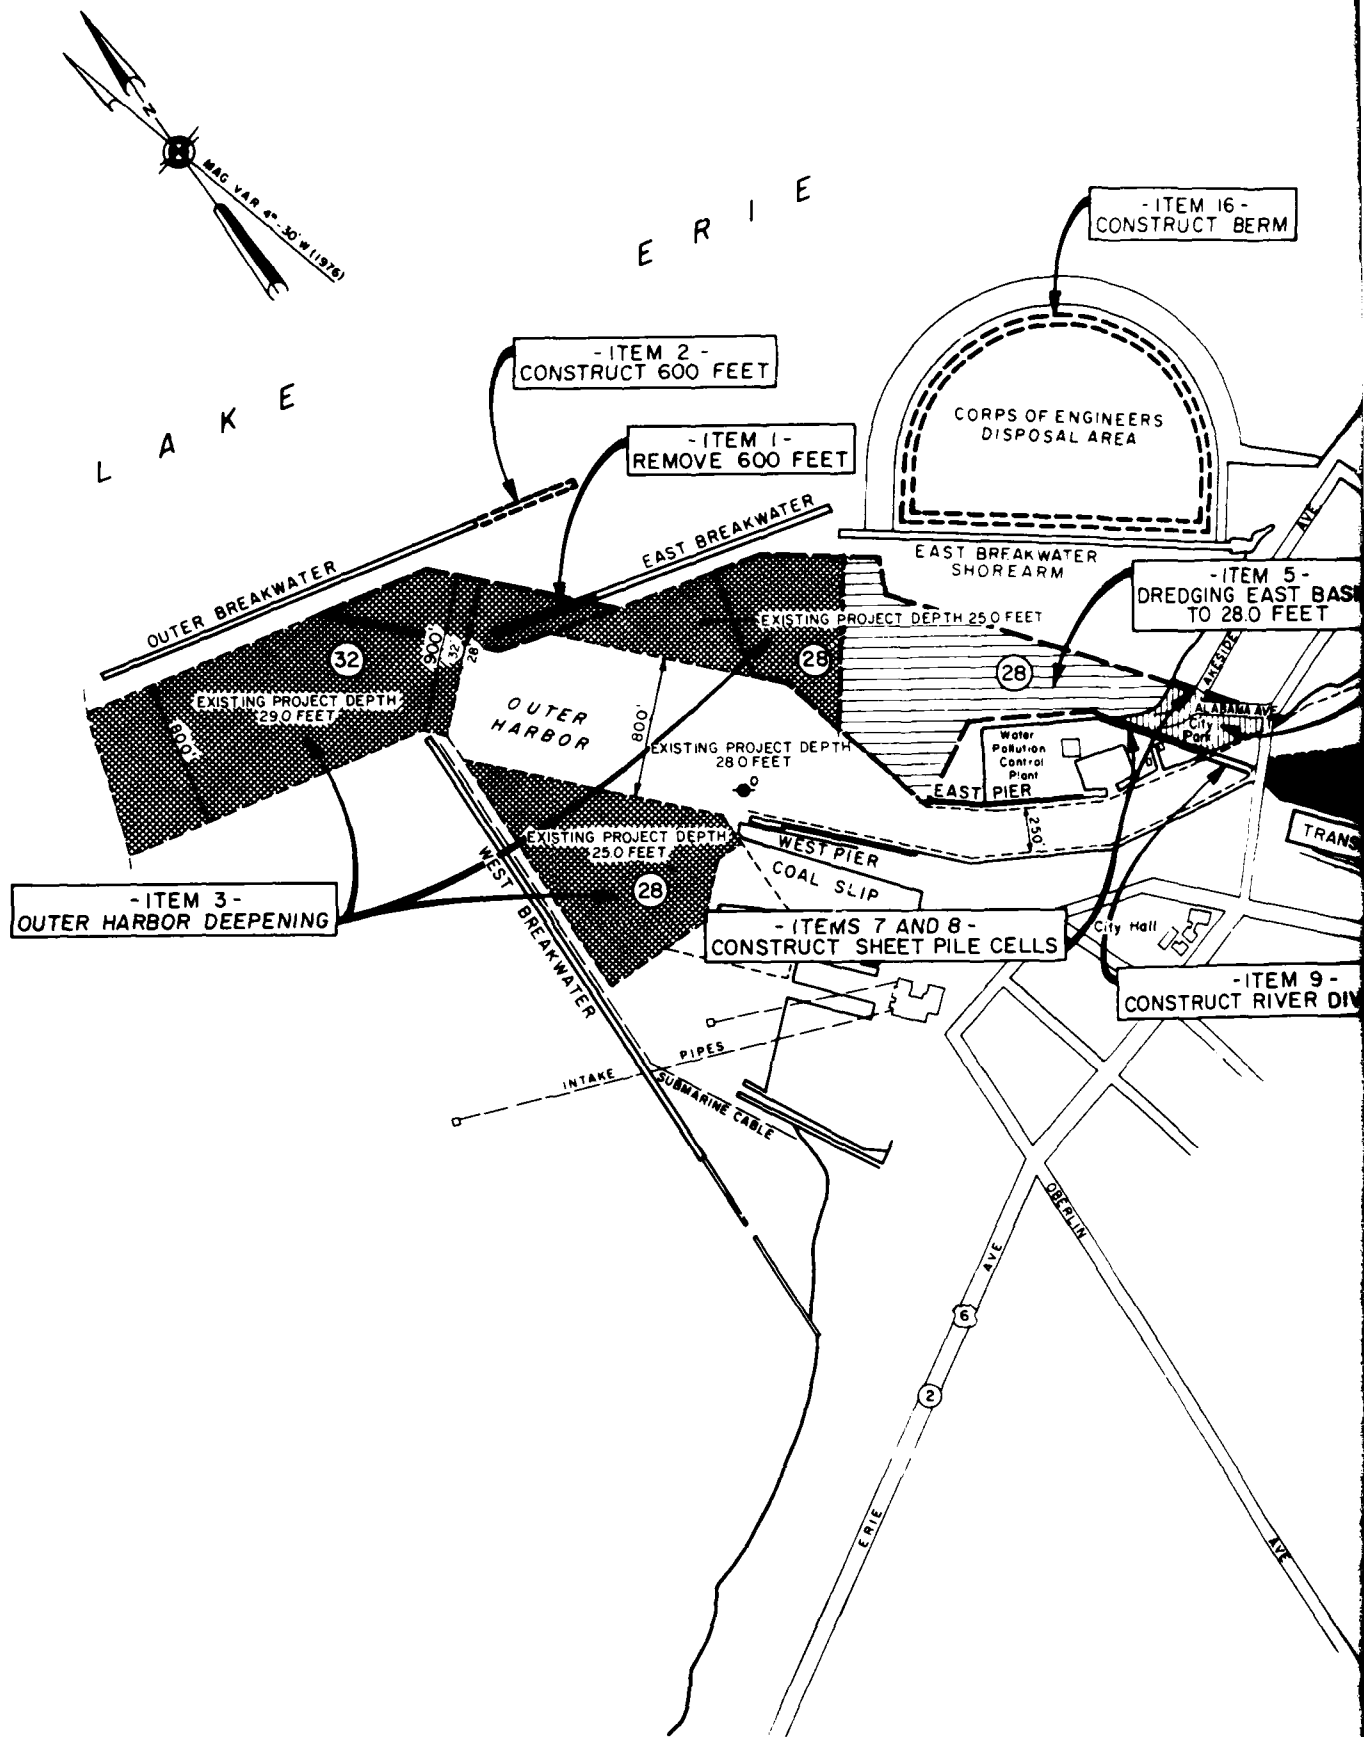 N
MAG VAR 4°-30' W (1976)
LAKE ERIE
- ITEM 16 -
CONSTRUCT BERM
- ITEM 2 -
CONSTRUCT 600 FEET
- ITEM 1 -
REMOVE 600 FEET
CORPS OF ENGINEERS
DISPOSAL AREA
OUTER BREAKWATER
EAST BREAKWATER
EAST BREAKWATER
SHOREARM
AVE
LAKESIDE
- ITEM 5 -
DREDGING EAST BASI
TO 28.0 FEET
EXISTING PROJECT DEPTH 25.0 FEET
32
900'
32'
28'
28
28
EXISTING PROJECT DEPTH
29.0 FEET
800'
OUTER
HARBOR
800'
EXISTING PROJECT DEPTH
28.0 FEET
ALABAMA AVE
City
Park
Water
Pollution
Control
Plant
EAST PIER
250'
TRANS
WEST PIER
COAL SLIP
EXISTING PROJECT DEPTH
25.0 FEET
28
WEST BREAKWATER
- ITEM 3 -
OUTER HARBOR DEEPENING
- ITEMS 7 AND 8 -
CONSTRUCT SHEET PILE CELLS
City Hall
- ITEM 9 -
CONSTRUCT RIVER DIV
INTAKE PIPES
SUBMARINE CABLE
OBERLIN AVE
ERIE AVE
6
2